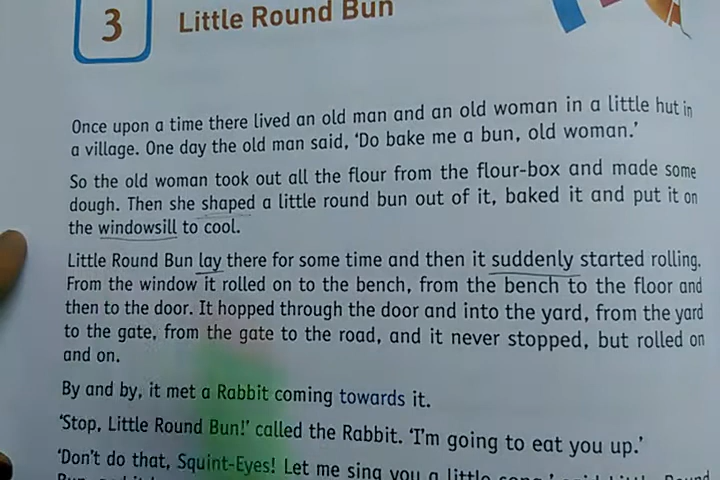 3
Little Round Bun
Once upon a time there lived an old man and an old woman in a little hut in
a village. One day the old man said, ‘Do bake me a bun, old woman.’
So the old woman took out all the flour from the flour-box and made some
dough. Then she shaped a little round bun out of it, baked it and put it on
the windowsill to cool.
Little Round Bun lay there for some time and then it suddenly started rolling.
From the window it rolled on to the bench, from the bench to the floor and
then to the door. It hopped through the door and into the yard, from the yard
to the gate, from the gate to the road, and it never stopped, but rolled on
and on.
By and by, it met a Rabbit coming towards it.
‘Stop, Little Round Bun!’ called the Rabbit. ‘I’m going to eat you up.’
‘Don’t do that, Squint-Eyes! Let me sing you a little song,’ said Little Round